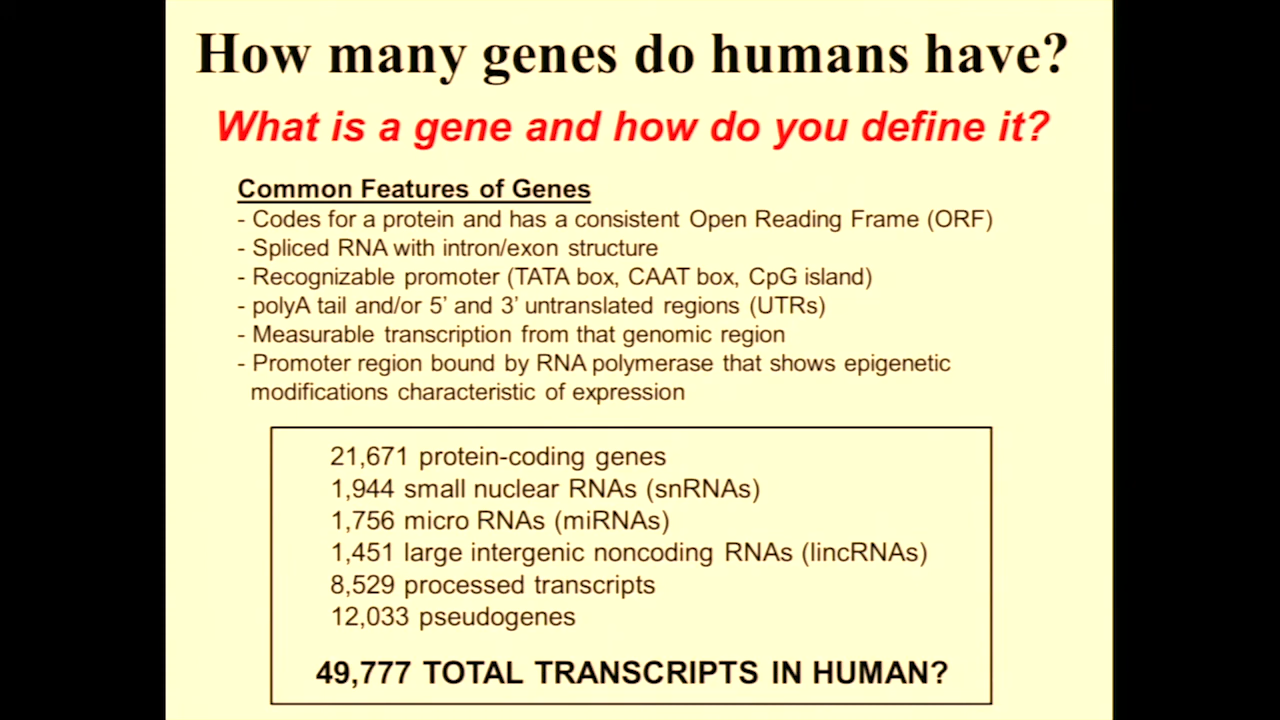 How many genes do humans have?
What is a gene and how do you define it?
Common Features of Genes
- Codes for a protein and has a consistent Open Reading Frame (ORF)
- Spliced RNA with intron/exon structure
- Recognizable promoter (TATA box, CAAT box, CpG island)
- polyA tail and/or 5’ and 3’ untranslated regions (UTRs)
- Measurable transcription from that genomic region
- Promoter region bound by RNA polymerase that shows epigenetic
modifications characteristic of expression
21,671 protein-coding genes
1,944 small nuclear RNAs (snRNAs)
1,756 micro RNAs (miRNAs)
1,451 large intergenic noncoding RNAs (lincRNAs)
8,529 processed transcripts
12,033 pseudogenes
49,777 TOTAL TRANSCRIPTS IN HUMAN?